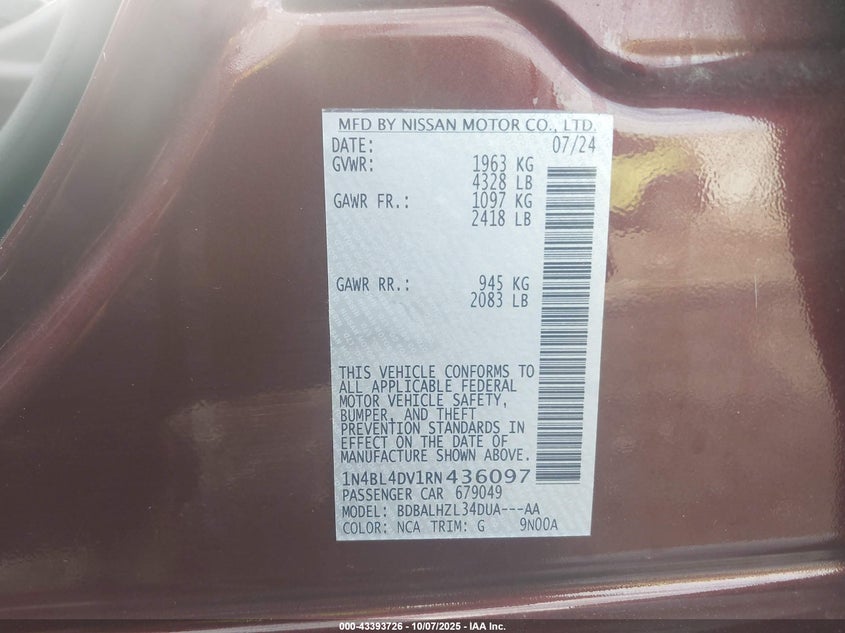 MFD BY NISSAN MOTOR CO., LTD.
DATE: 07/24
GVWR: 1963 KG
4328 LB
GAWR FR.: 1097 KG
2418 LB
GAWR RR.: 945 KG
2083 LB
THIS VEHICLE CONFORMS TO
ALL APPLICABLE FEDERAL
MOTOR VEHICLE SAFETY,
BUMPER, AND THEFT
PREVENTION STANDARDS IN
EFFECT ON THE DATE OF
MANUFACTURE SHOWN ABOVE.
1N4BL4DV1RN436097
PASSENGER CAR 679049
MODEL: BDBALHZL34DUA---AA
COLOR: NCA TRIM: G 9N00A
000-43393726 - 10/07/2025 - IAA Inc.